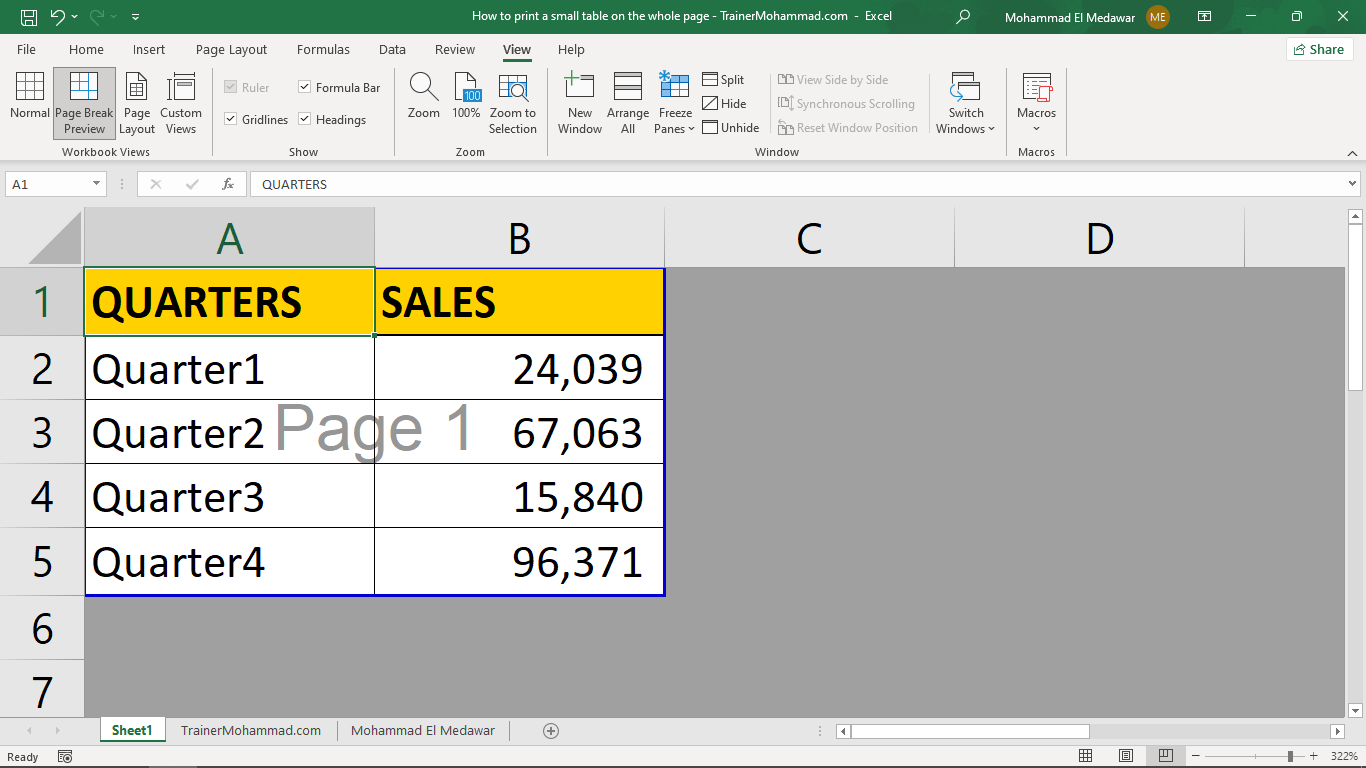 How to print a small table on the whole page - TrainerMohammad.com - Excel
Mohammad El Medawar ME
File Home Insert Page Layout Formulas Data Review View Help Share
Normal
Page Break Preview
Page Layout
Custom Views
Workbook Views
Ruler
Formula Bar
Gridlines
Headings
Show
Zoom
100
100%
Zoom to Selection
Zoom
New Window
Arrange All
Freeze Panes
Split
Hide
Unhide
View Side by Side
Synchronous Scrolling
Reset Window Position
Switch Windows
Window
Macros
Macros
A1 fx QUARTERS
A B C D
1 QUARTERS SALES
2 Quarter1 24,039
3 Quarter2 67,063
Page 1
4 Quarter3 15,840
5 Quarter4 96,371
6
7
Sheet1 TrainerMohammad.com Mohammad El Medawar
Ready 322%